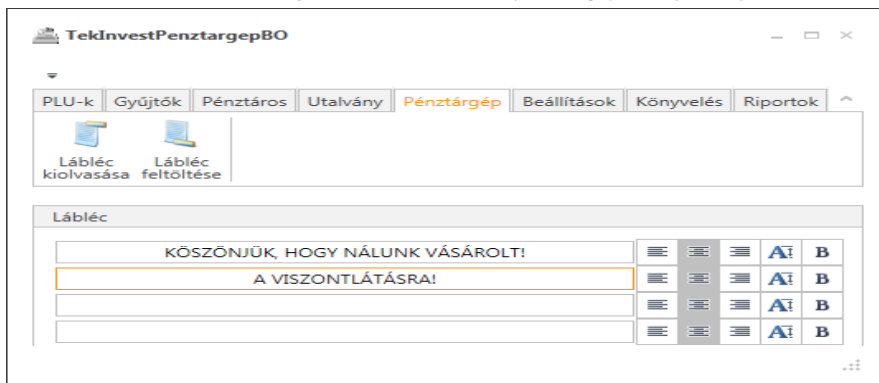 TekInvestPenztargepBO
PLU-k Gyűjtők Pénztáros Utalvány Pénztárgép Beállítások Könyvelés Riportok
Lábléc kiolvasása
Lábléc feltöltése
Lábléc
KÖSZÖNJÜK, HOGY NÁLUNK VÁSÁROLT!
A VISZONTLÁTÁSRA!